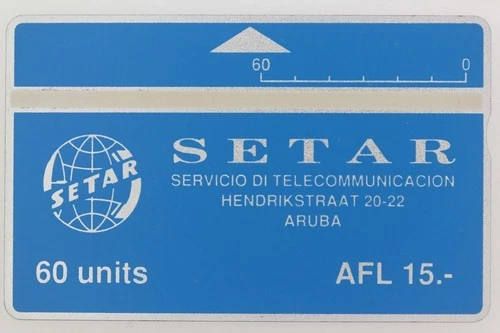 60 0
SETAR
SETAR
SERVICIO DI TELECOMMUNICACION
HENDRIKSTRAAT 20-22
ARUBA
60 units
AFL 15.-